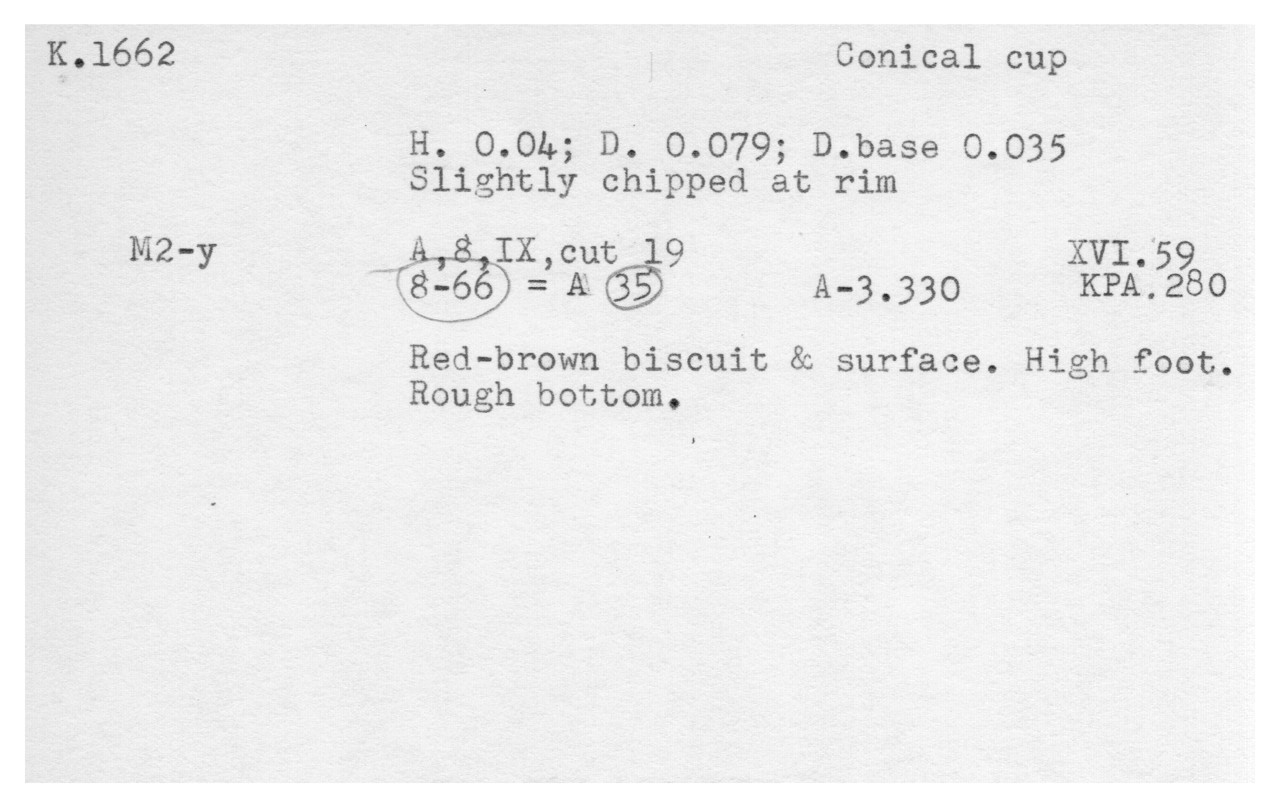 K.1662 Conical cup
H. 0.04; D. 0.079; D.base 0.035
Slightly chipped at rim
M2-y A,8,IX,cut 19 XVI.59
8-66 = A 35 A-3.330 KPA.280
Red-brown biscuit & surface. High foot.
Rough bottom.